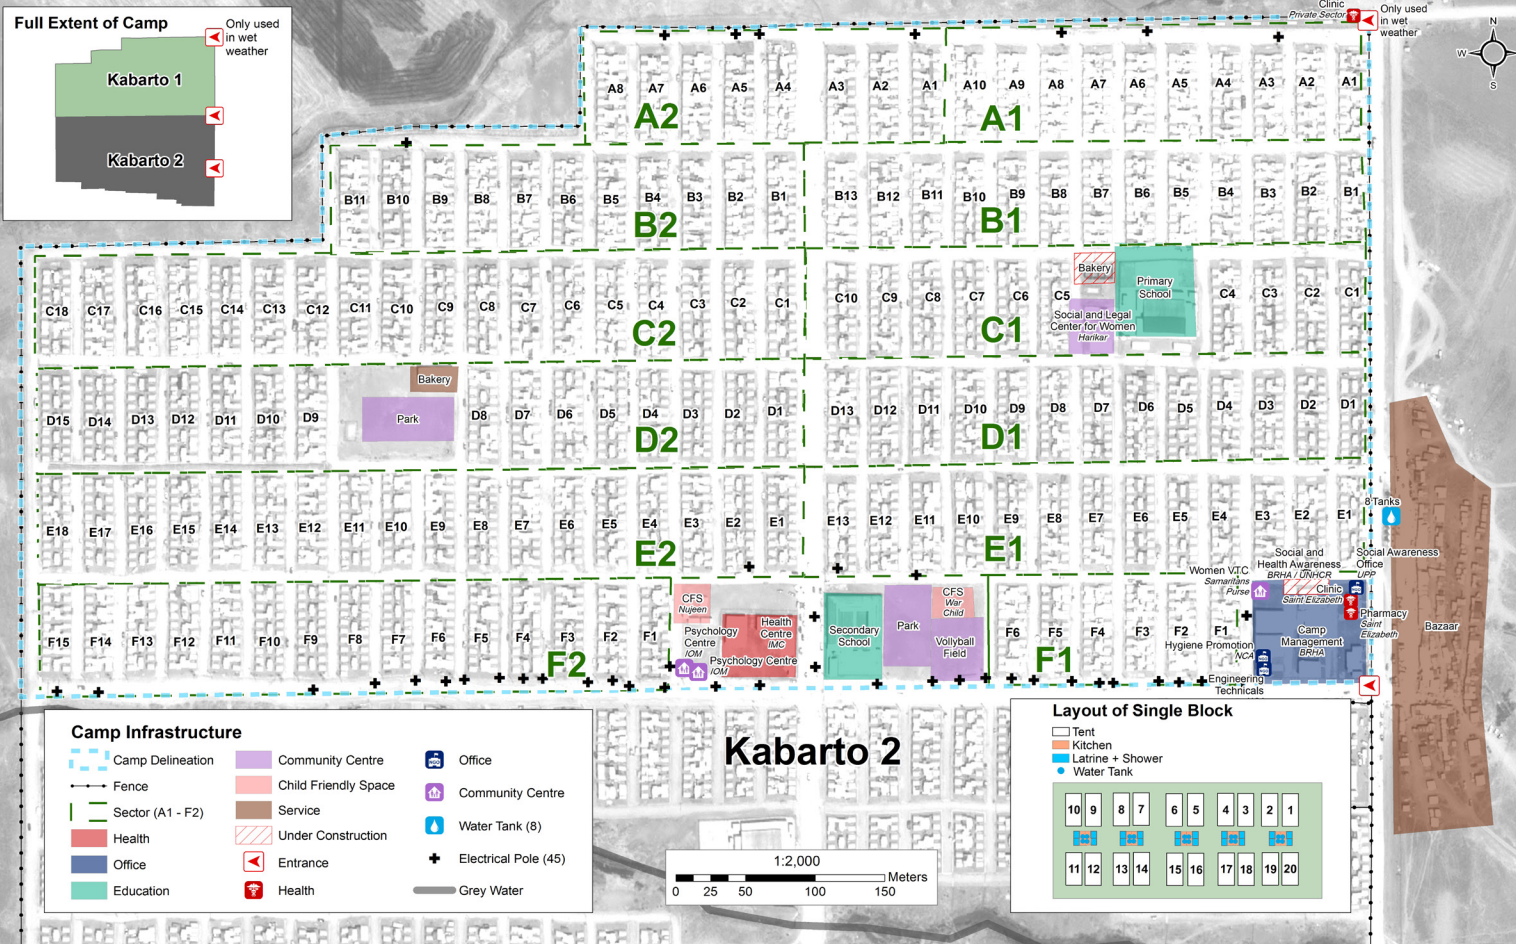 Full Extent of Camp
Only used
in wet
weather
Kabarto 1
Kabarto 2
Clinic
Private Sector
Only used
in wet
weather
N
W
S
A8 A7 A6 A5 A4 A3 A2 A1 A10 A9 A8 A7 A6 A5 A4 A3 A2 A1
A2 A1
B11 B10 B9 B8 B7 B6 B5 B4 B3 B2 B1 B13 B12 B11 B10 B9 B8 B7 B6 B5 B4 B3 B2 B1
B2 B1
Bakery
Primary
School
C18 C17 C16 C15 C14 C13 C12 C11 C10 C9 C8 C7 C6 C5 C4 C3 C2 C1 C10 C9 C8 C7 C6 C5 C4 C3 C2 C1
Social and Legal
Center for Women
Harikar
C2 C1
Bakery
Park
D15 D14 D13 D12 D11 D10 D9 D8 D7 D6 D5 D4 D3 D2 D1 D13 D12 D11 D10 D9 D8 D7 D6 D5 D4 D3 D2 D1
D2 D1
8 Tanks
E18 E17 E16 E15 E14 E13 E12 E11 E10 E9 E8 E7 E6 E5 E4 E3 E2 E1 E13 E12 E11 E10 E9 E8 E7 E6 E5 E4 E3 E2 E1
E2 E1
Social and
Health Awareness
BRHA / UNHCR
Social Awareness
Office
UPP
Women VTC
Samaritans
Purse
Clinic
Saint Elizabeth
Pharmacy
Saint
Elizabeth
CFS
Nujeen
Psychology
Centre
IOM
Health
Centre
IMC
Psychology Centre
IOM
Secondary
School
Park
CFS
War
Child
Vollyball
Field
F15 F14 F13 F12 F11 F10 F9 F8 F7 F6 F5 F4 F3 F2 F1 F6 F5 F4 F3 F2 F1
F2 F1
Hygiene Promotion
NCA
Camp
Management
BRHA
Engineering
Technicals
Bazaar
Kabarto 2
Camp Infrastructure
Camp Delineation
Fence
Sector (A1 - F2)
Health
Office
Education
Community Centre
Child Friendly Space
Service
Under Construction
Entrance
Health
Office
Community Centre
Water Tank (8)
Electrical Pole (45)
Grey Water
1:2,000
Meters
0 25 50 100 150
Layout of Single Block
Tent
Kitchen
Latrine + Shower
Water Tank
10 9 8 7 6 5 4 3 2 1
11 12 13 14 15 16 17 18 19 20